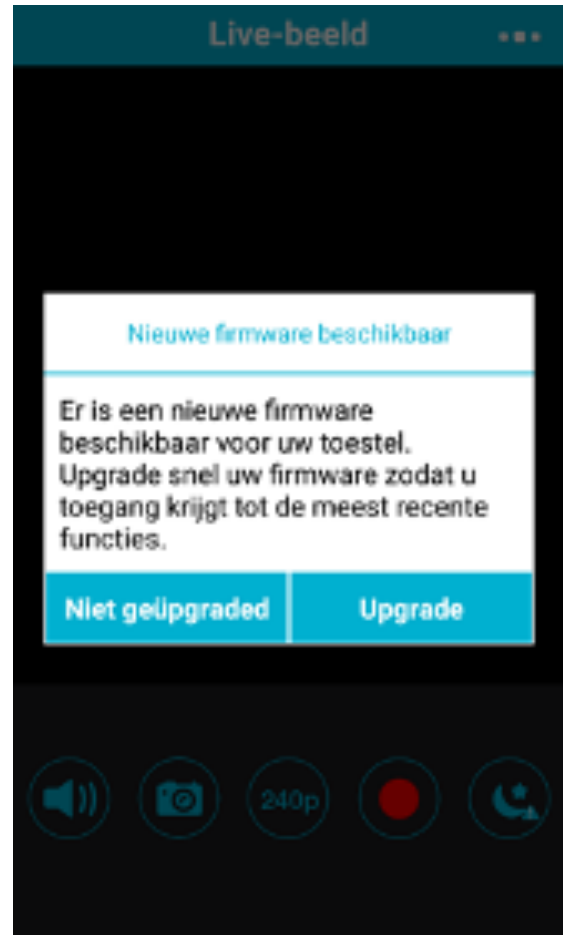 Live-beeld
Nieuwe firmware beschikbaar
Er is een nieuwe firmware
beschikbaar voor uw toestel.
Upgrade snel uw firmware zodat u
toegang krijgt tot de meest recente
functies.
Niet geüpgraded
Upgrade
240p